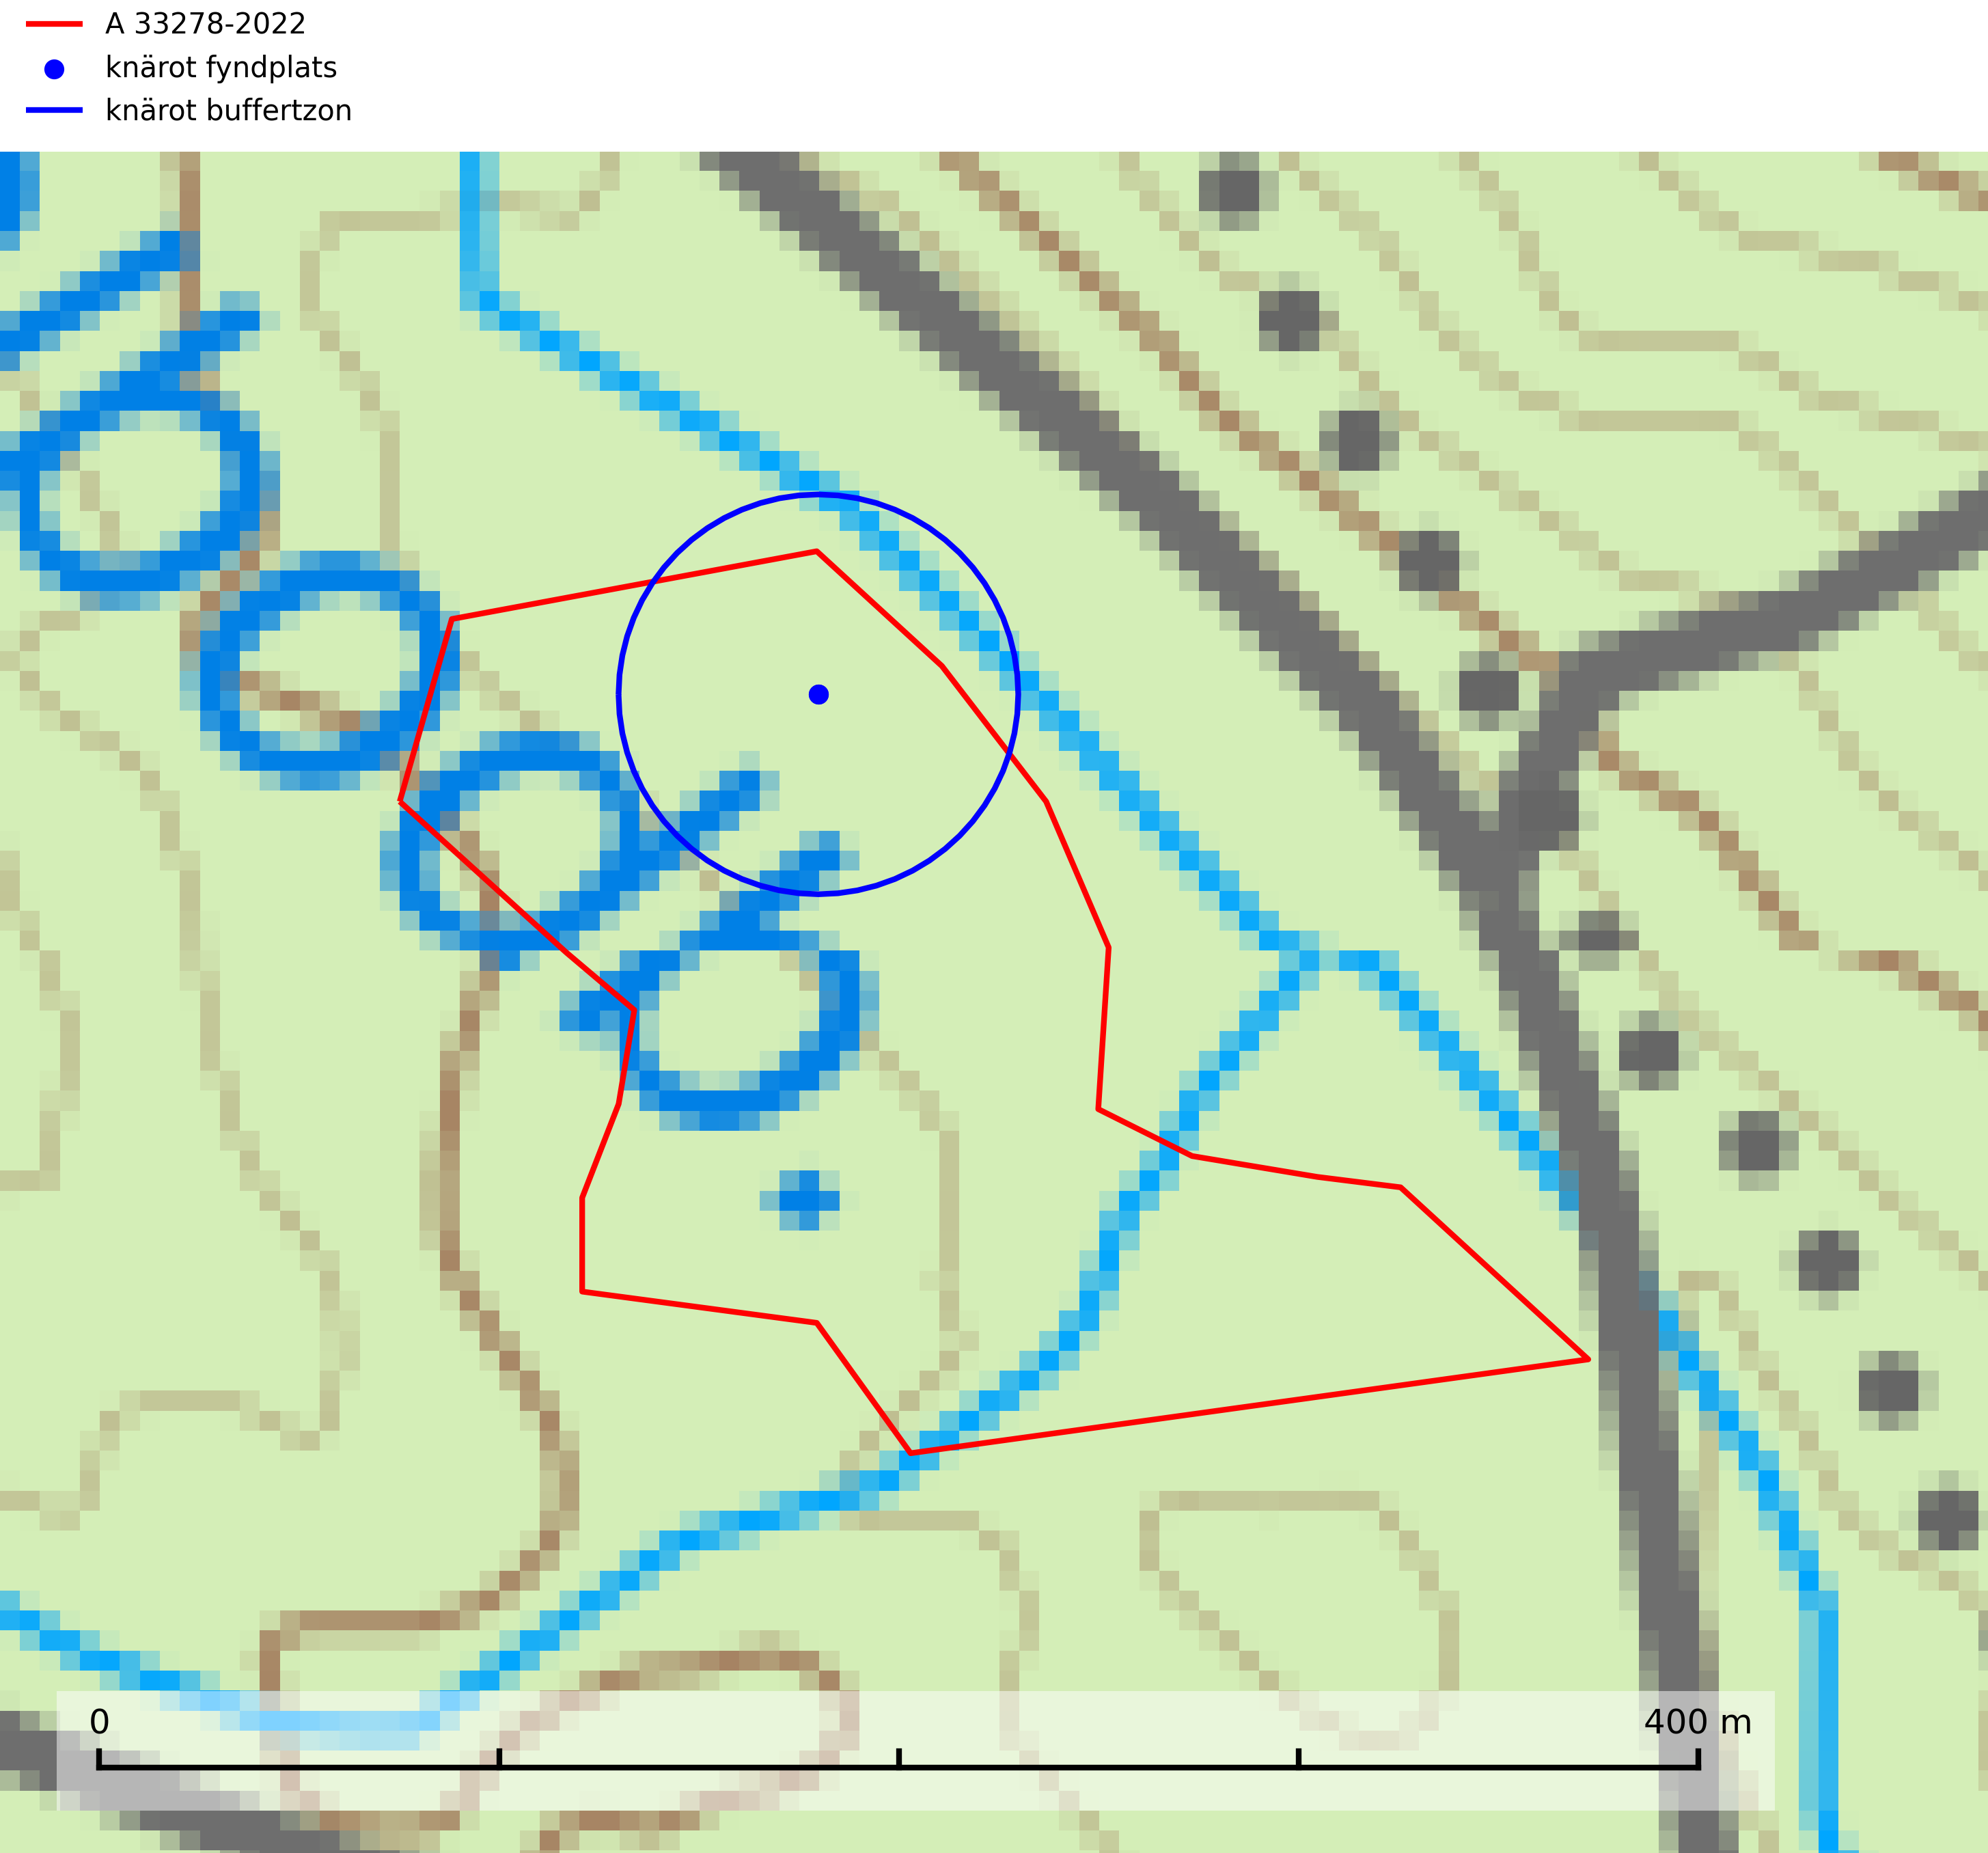 A 33278-2022
knärot fyndplats
knärot buffertzon
0
400 m